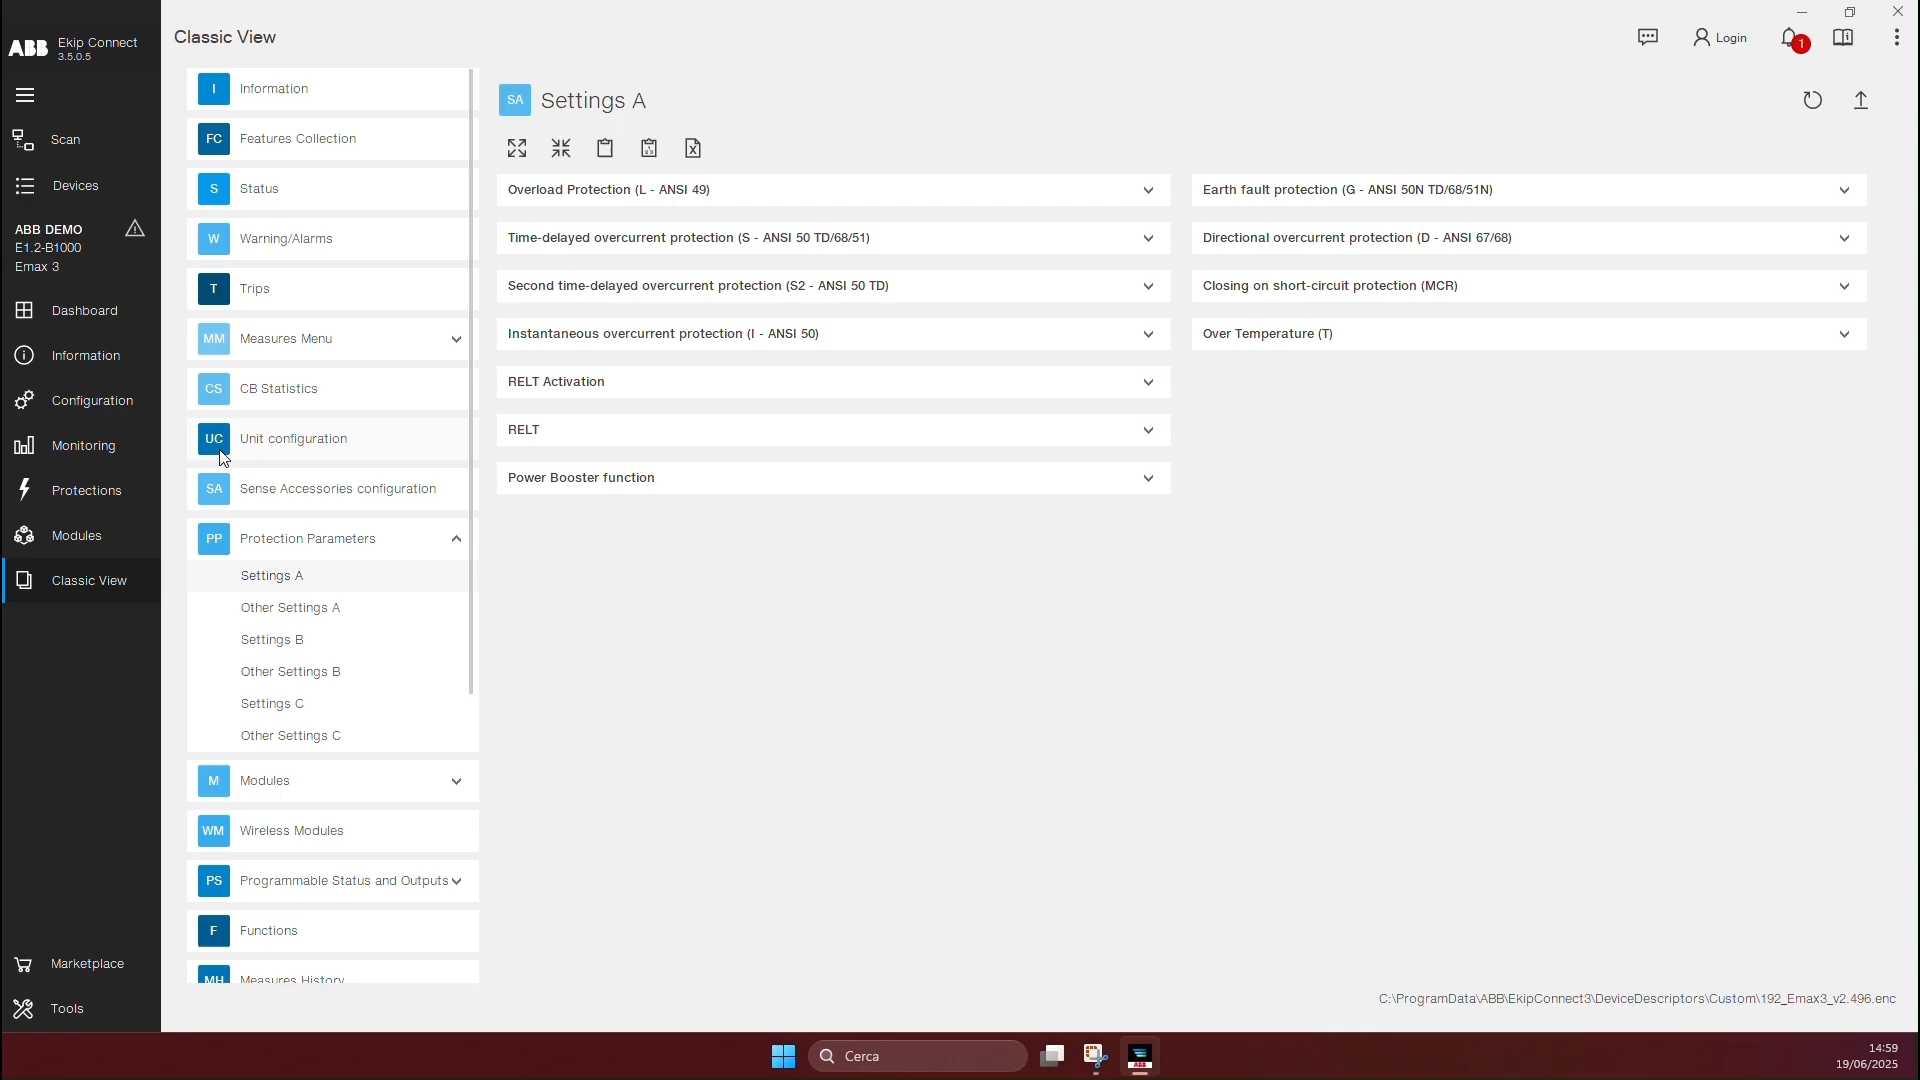 ABB Ekip Connect
3.5.0.5
Scan
Devices
ABB DEMO
E1.2-B1000
Emax 3
Dashboard
Information
Configuration
Monitoring
Protections
Modules
Classic View
Marketplace
Tools
Classic View
Login
1
I Information
FC Features Collection
S Status
W Warning/Alarms
T Trips
MM Measures Menu
CS CB Statistics
UC Unit configuration
SA Sense Accessories configuration
PP Protection Parameters
Settings A
Other Settings A
Settings B
Other Settings B
Settings C
Other Settings C
M Modules
WM Wireless Modules
PS Programmable Status and Outputs
F Functions
MH Measures History
SA Settings A
Overload Protection (L - ANSI 49)
Time-delayed overcurrent protection (S - ANSI 50 TD/68/51)
Second time-delayed overcurrent protection (S2 - ANSI 50 TD)
Instantaneous overcurrent protection (I - ANSI 50)
RELT Activation
RELT
Power Booster function
Earth fault protection (G - ANSI 50N TD/68/51N)
Directional overcurrent protection (D - ANSI 67/68)
Closing on short-circuit protection (MCR)
Over Temperature (T)
C:\ProgramData\ABB\EkipConnect3\DeviceDescriptors\Custom\192_Emax3_v2.496.enc
Cerca
ABB
14:59
19/06/2025